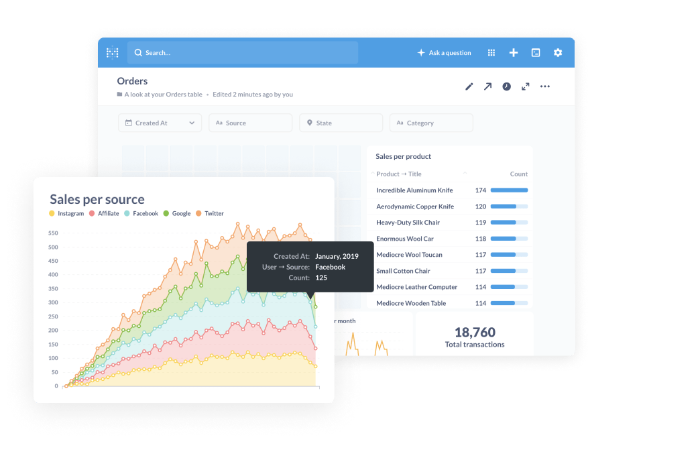 Search...
Ask a question
Orders
A look at your Orders table • Edited 2 minutes ago by you
Created At
Aa Source
State
Aa Category
Sales per product
Product → Title Count
Incredible Aluminum Knife 174
Aerodynamic Copper Knife 120
Heavy-Duty Silk Chair 119
Enormous Wool Car 118
Mediocre Wool Toucan 117
Small Cotton Chair 117
Mediocre Leather Computer 114
Mediocre Wooden Table 114
Sales per source
Instagram Affiliate Facebook Google Twitter
550
500
450
400
350
300
250
200
150
100
50
0
Created At: January, 2019
User → Source: Facebook
Count: 125
month
18,760
Total transactions